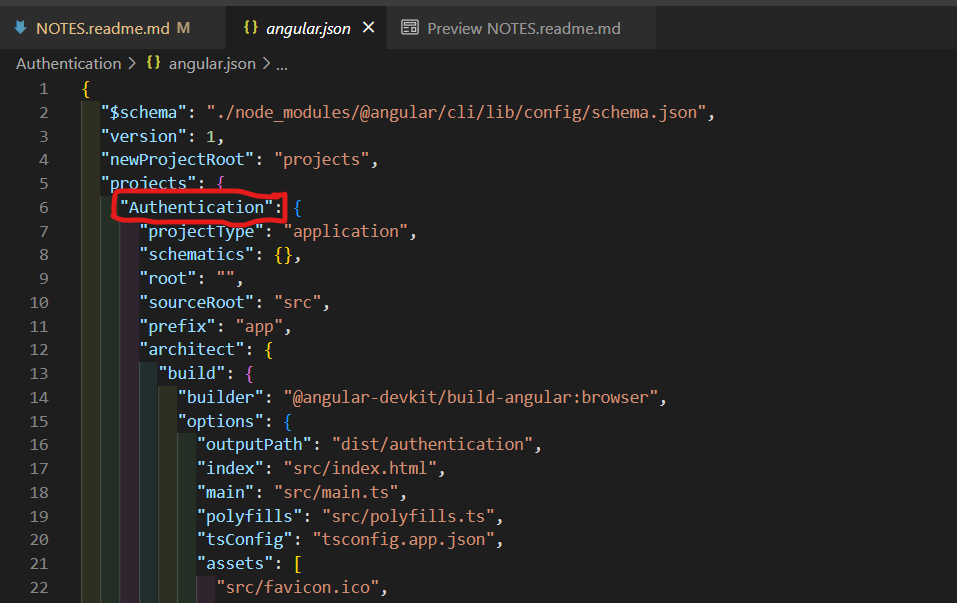 NOTES.readme.md M
{} angular.json ×
Preview NOTES.readme.md
Authentication > {} angular.json > ...
1 {
2 "$schema": "./node_modules/@angular/cli/lib/config/schema.json",
3 "version": 1,
4 "newProjectRoot": "projects",
5 "projects": {
6 "Authentication": {
7 "projectType": "application",
8 "schematics": {},
9 "root": "",
10 "sourceRoot": "src",
11 "prefix": "app",
12 "architect": {
13 "build": {
14 "builder": "@angular-devkit/build-angular:browser",
15 "options": {
16 "outputPath": "dist/authentication",
17 "index": "src/index.html",
18 "main": "src/main.ts",
19 "polyfills": "src/polyfills.ts",
20 "tsConfig": "tsconfig.app.json",
21 "assets": [
22 "src/favicon.ico",